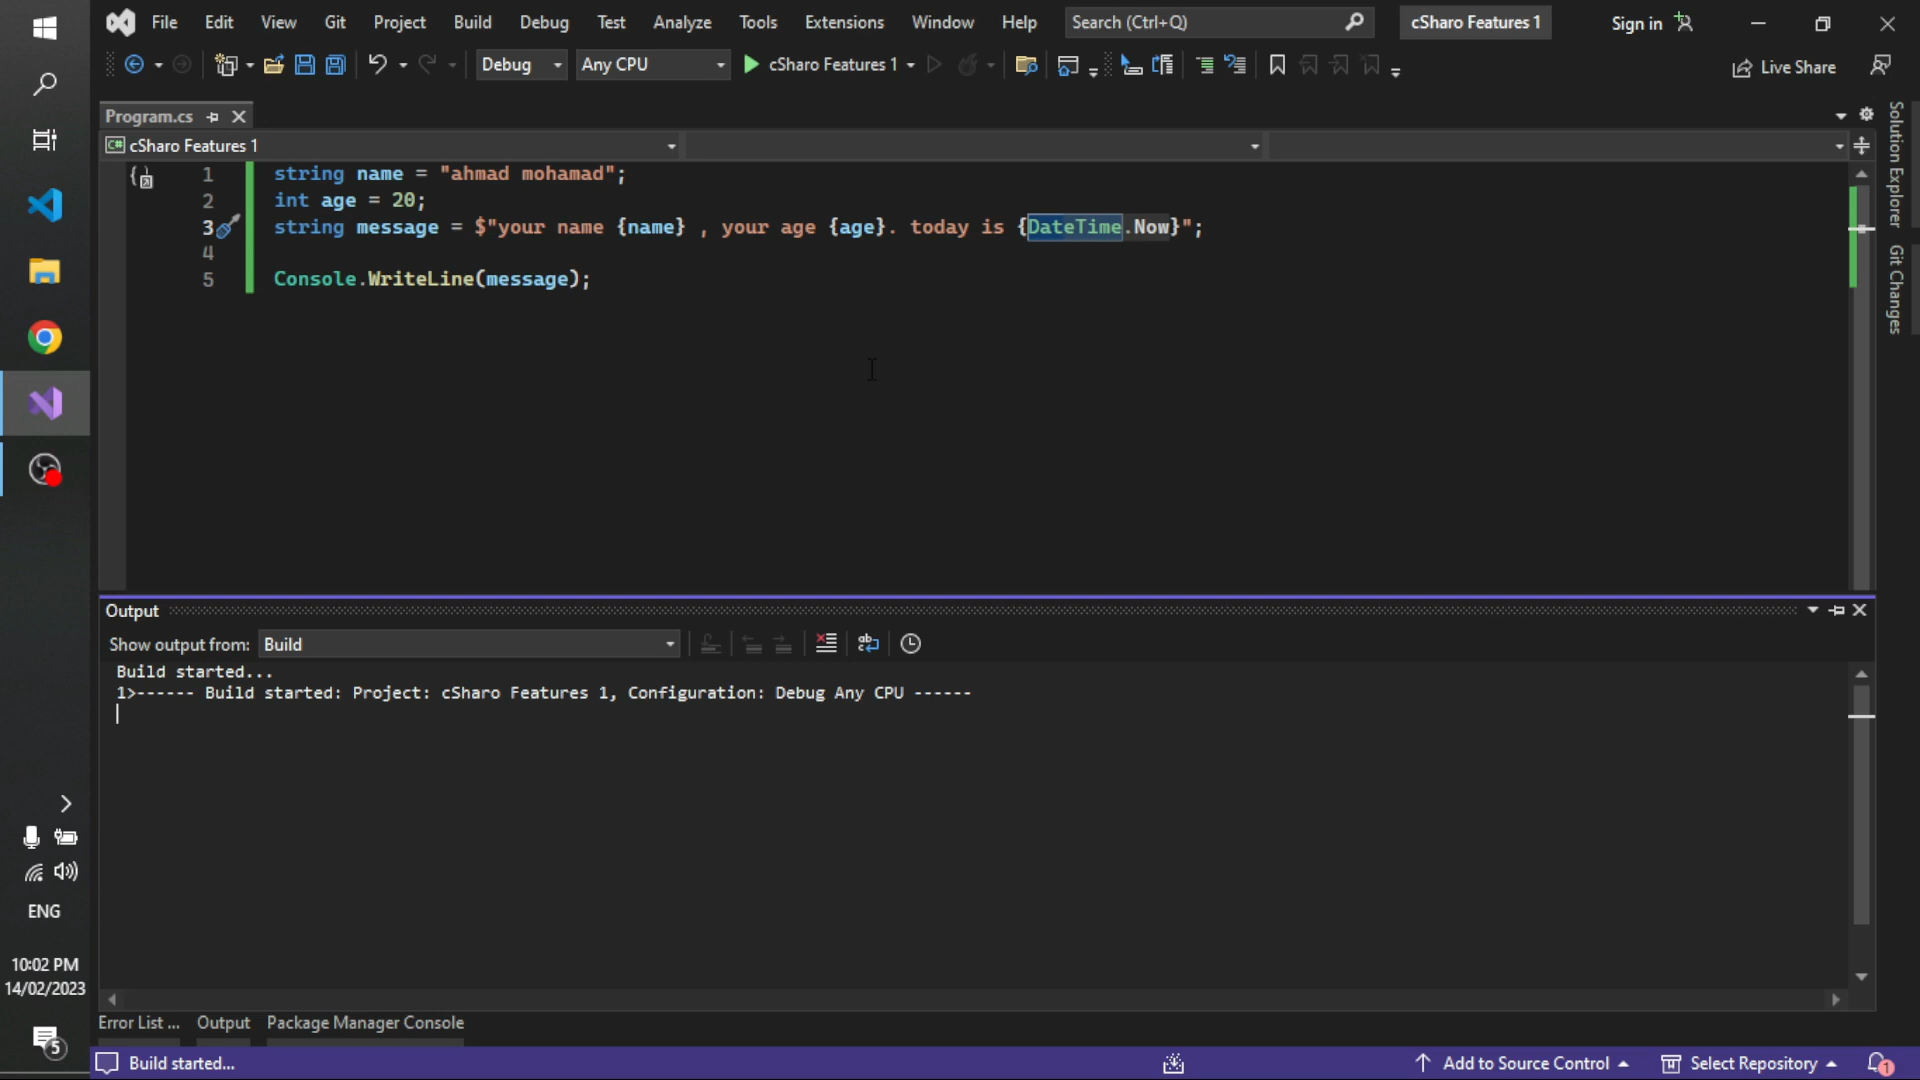 File Edit View Git Project Build Debug Test Analyze Tools Extensions Window Help Search (Ctrl+Q) cSharo Features 1 Sign in
Debug Any CPU cSharo Features 1 Live Share
Program.cs
C# cSharo Features 1
1 string name = "ahmad mohamad";
2 int age = 20;
3 string message = $"your name {name} , your age {age}. today is {DateTime.Now}";
4
5 Console.WriteLine(message);
Solution Explorer
Git Changes
Output
Show output from: Build
Build started...
1>------ Build started: Project: cSharo Features 1, Configuration: Debug Any CPU ------
ENG
10:02 PM
14/02/2023
5
Error List ... Output Package Manager Console
Build started... Add to Source Control Select Repository 1